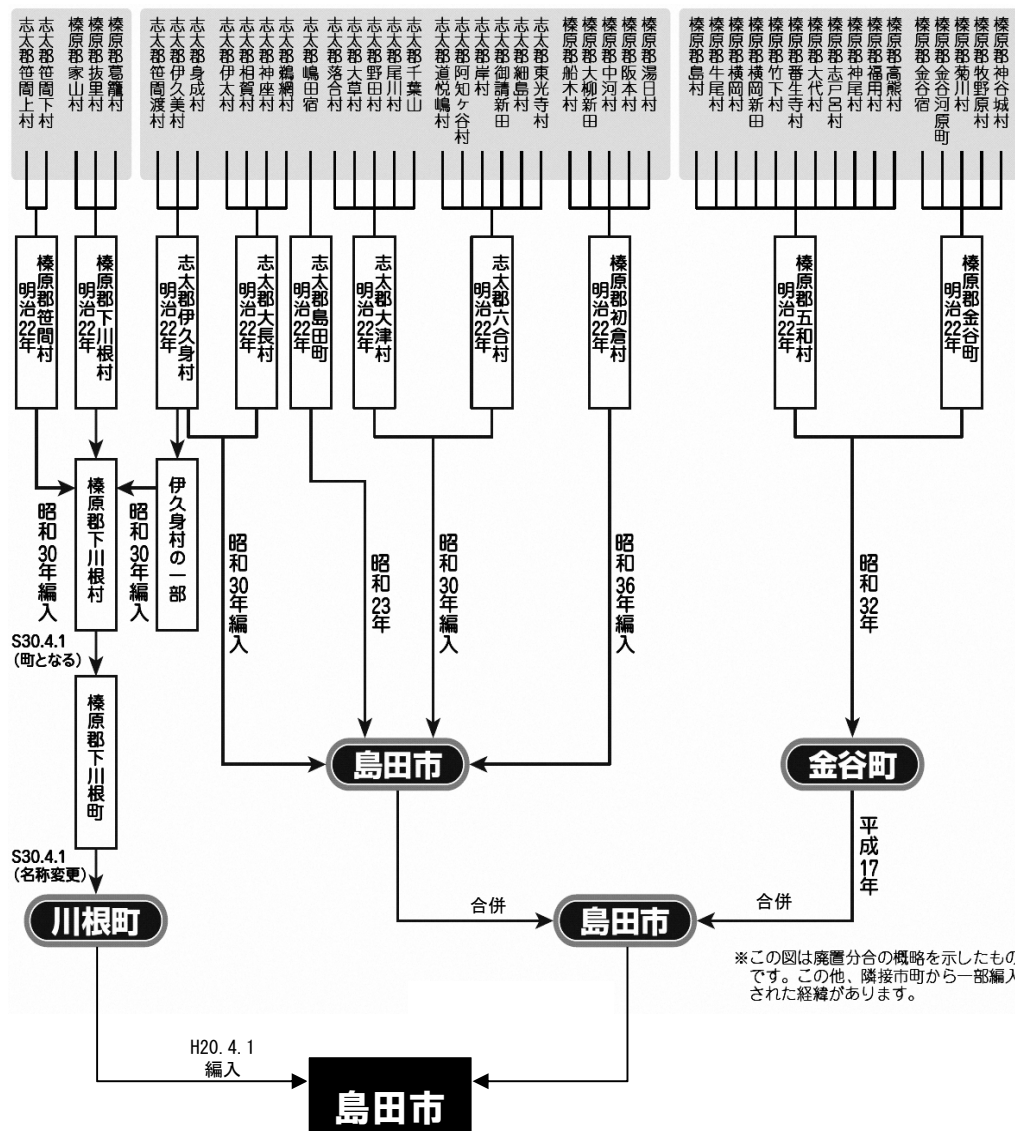 志太郡笹間上村
志太郡笹間下村
榛原郡家山村
榛原郡抜里村
榛原郡葛籠村
志太郡笹間渡村
志太郡伊久美村
志太郡身成村
志太郡伊太村
志太郡相賀村
志太郡神座村
志太郡鵜網村
志太郡嶋田宿
志太郡落合村
志太郡大草村
志太郡野田村
志太郡尾川村
志太郡千葉山
志太郡道悦嶋村
志太郡阿知ヶ谷村
志太郡岸村
志太郡御請新田
志太郡細島村
志太郡東光寺村
榛原郡船木村
榛原郡大柳新田
榛原郡中河村
榛原郡阪本村
榛原郡湯日村
榛原郡島村
榛原郡牛尾村
榛原郡横岡村
榛原郡横岡新田
榛原郡竹下村
榛原郡番生寺村
榛原郡大代村
榛原郡志戸呂村
榛原郡神尾村
榛原郡福用村
榛原郡高熊村
榛原郡金谷宿
榛原郡金谷河原町
榛原郡菊川村
榛原郡牧野原村
榛原郡神谷城村
榛原郡笹間村
明治22年
榛原郡下川根村
明治22年
志太郡伊久身村
明治22年
志太郡大長村
明治22年
志太郡島田町
明治22年
志太郡大津村
明治22年
志太郡六合村
明治22年
榛原郡初倉村
明治22年
榛原郡五和村
明治22年
榛原郡金谷町
明治22年
昭和30年編入
榛原郡下川根村
昭和30年編入
伊久身村の一部
昭和30年編入
昭和23年
昭和30年編入
昭和36年編入
昭和32年
S30.4.1
(町となる)
榛原郡下川根町
島田市
金谷町
S30.4.1
(名称変更)
平成17年
川根町
合併
島田市
合併
※この図は廃置分合の概略を示したもの
です。この他、隣接市町から一部編入
された経緯があります。
H20.4.1
編入
島田市